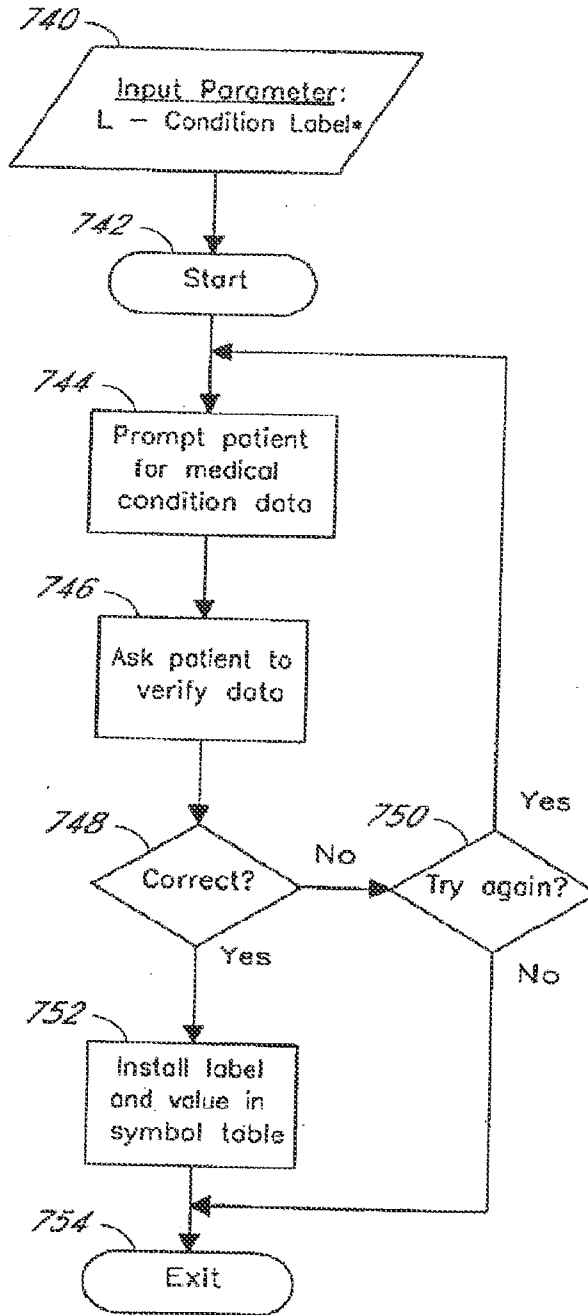 740
Input Parameter:
L – Condition Label*
742
Start
744
Prompt patient
for medical
condition data
746
Ask patient to
verify data
748
Correct?
No
750
Try again?
Yes
Yes
No
752
Install label
and value in
symbol table
754
Exit